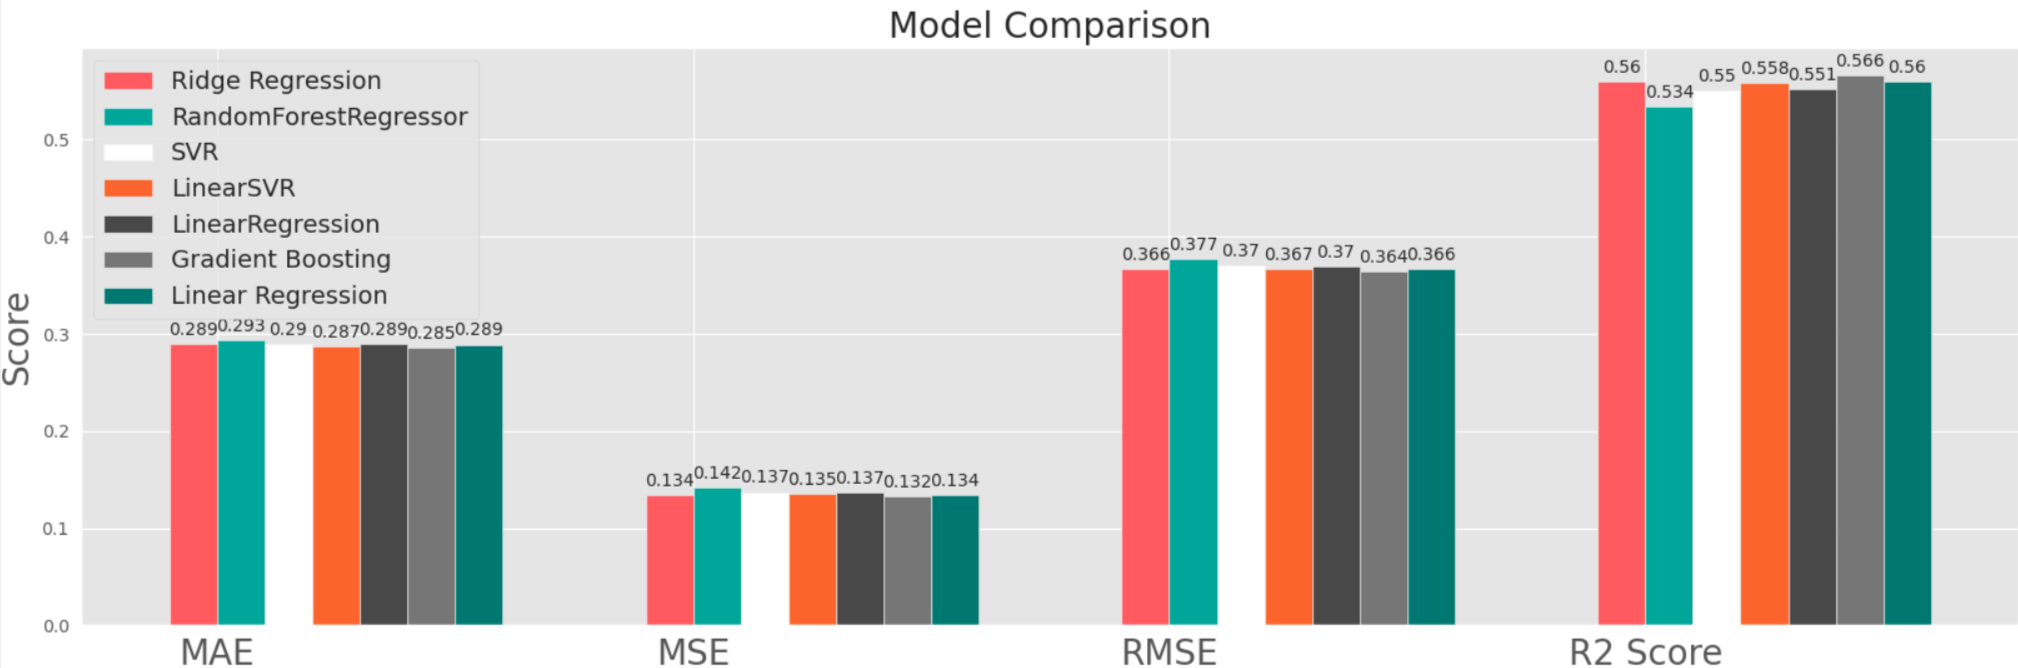 Model Comparison
Ridge Regression
RandomForestRegressor
SVR
LinearSVR
LinearRegression
Gradient Boosting
Linear Regression
Score
0.5
0.4
0.3
0.2
0.1
0.0
0.289 0.293 0.29 0.287 0.289 0.285 0.289
0.134 0.142 0.137 0.135 0.137 0.132 0.134
0.366 0.377 0.37 0.367 0.37 0.364 0.366
0.56 0.534 0.55 0.558 0.551 0.566 0.56
MAE MSE RMSE R2 Score